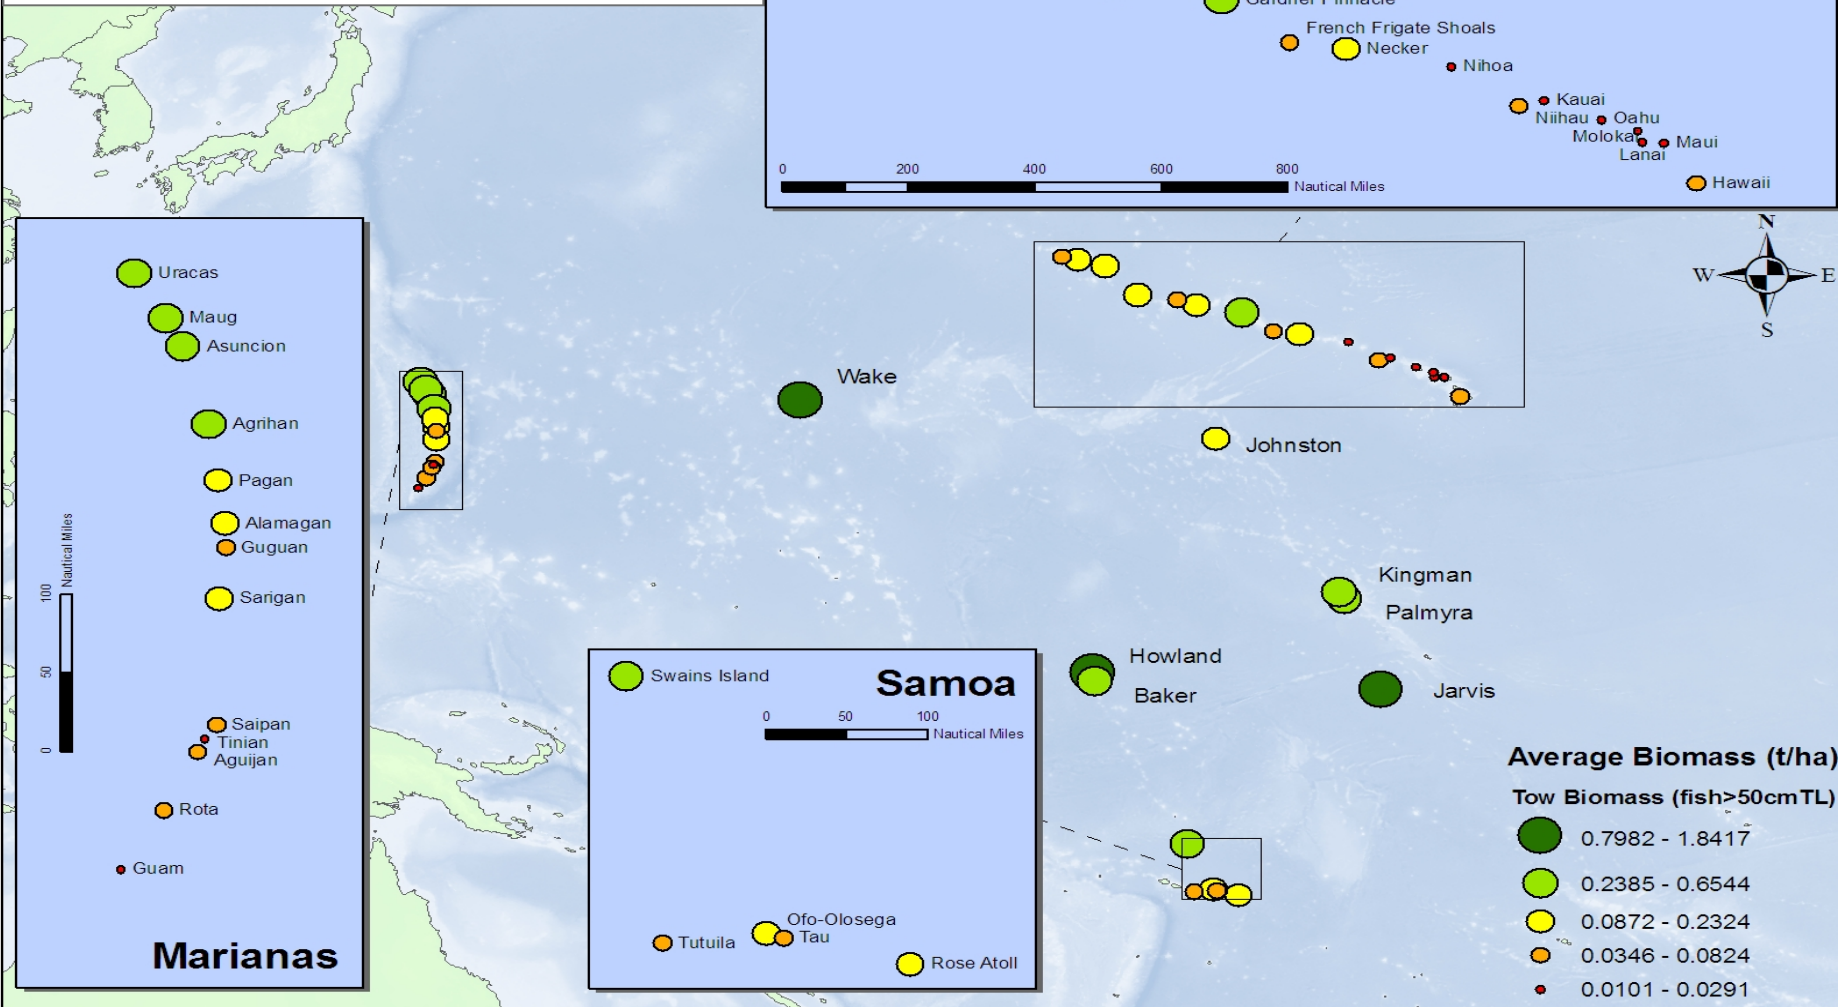 Gardner Pinnacle
French Frigate Shoals
Necker
Nihoa
Kauai
Niihau
Oahu
Moloka
Maui
Lanai
Hawaii
0 200 400 600 800
Nautical Miles
N
W E
S
Uracas
Maug
Asuncion
Agrihan
Pagan
Alamagan
Guguan
Sarigan
Saipan
Tinian
Aguijan
Rota
Guam
Nautical Miles
100
50
0
Marianas
Wake
Johnston
Kingman
Palmyra
Howland
Baker
Jarvis
Swains Island
Samoa
0 50 100
Nautical Miles
Ofo-Olosega
Tau
Tutuila
Rose Atoll
Average Biomass (t/ha)
Tow Biomass (fish>50cmTL)
0.7982 - 1.8417
0.2385 - 0.6544
0.0872 - 0.2324
0.0346 - 0.0824
0.0101 - 0.0291